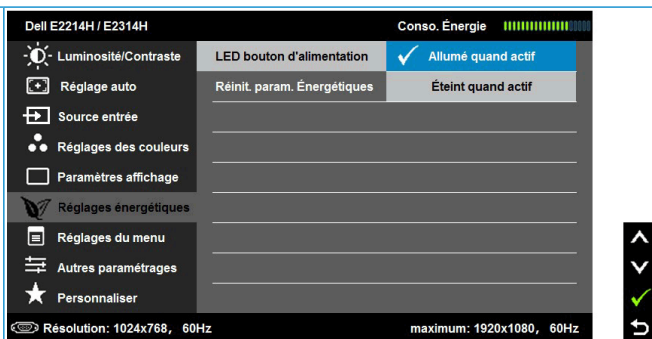 Dell E2214H / E2314H Conso. Énergie
Luminosité/Contraste LED bouton d'alimentation Allumé quand actif
Réglage auto Réinit. param. Énergétiques Éteint quand actif
Source entrée
Réglages des couleurs
Paramètres affichage
Réglages énergétiques
Réglages du menu
Autres paramétrages
Personnaliser
Résolution: 1024x768, 60Hz maximum: 1920x1080, 60Hz